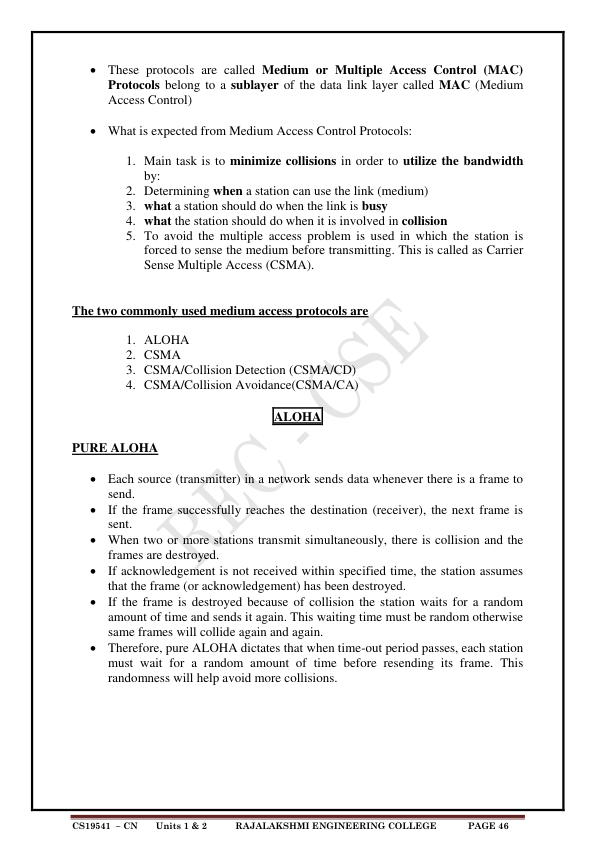 • These protocols are called Medium or Multiple Access Control (MAC)
Protocols belong to a sublayer of the data link layer called MAC (Medium
Access Control)
• What is expected from Medium Access Control Protocols:
1. Main task is to minimize collisions in order to utilize the bandwidth
by:
2. Determining when a station can use the link (medium)
3. what a station should do when the link is busy
4. what the station should do when it is involved in collision
5. To avoid the multiple access problem is used in which the station is
forced to sense the medium before transmitting. This is called as Carrier
Sense Multiple Access (CSMA).
The two commonly used medium access protocols are
1. ALOHA
2. CSMA
3. CSMA/Collision Detection (CSMA/CD)
4. CSMA/Collision Avoidance(CSMA/CA)
ALOHA
PURE ALOHA
• Each source (transmitter) in a network sends data whenever there is a frame to
send.
• If the frame successfully reaches the destination (receiver), the next frame is
sent.
• When two or more stations transmit simultaneously, there is collision and the
frames are destroyed.
• If acknowledgement is not received within specified time, the station assumes
that the frame (or acknowledgement) has been destroyed.
• If the frame is destroyed because of collision the station waits for a random
amount of time and sends it again. This waiting time must be random otherwise
same frames will collide again and again.
• Therefore, pure ALOHA dictates that when time-out period passes, each station
must wait for a random amount of time before resending its frame. This
randomness will help avoid more collisions.
REC - CSE
CS19541 – CN Units 1 & 2 RAJALAKSHMI ENGINEERING COLLEGE PAGE 46